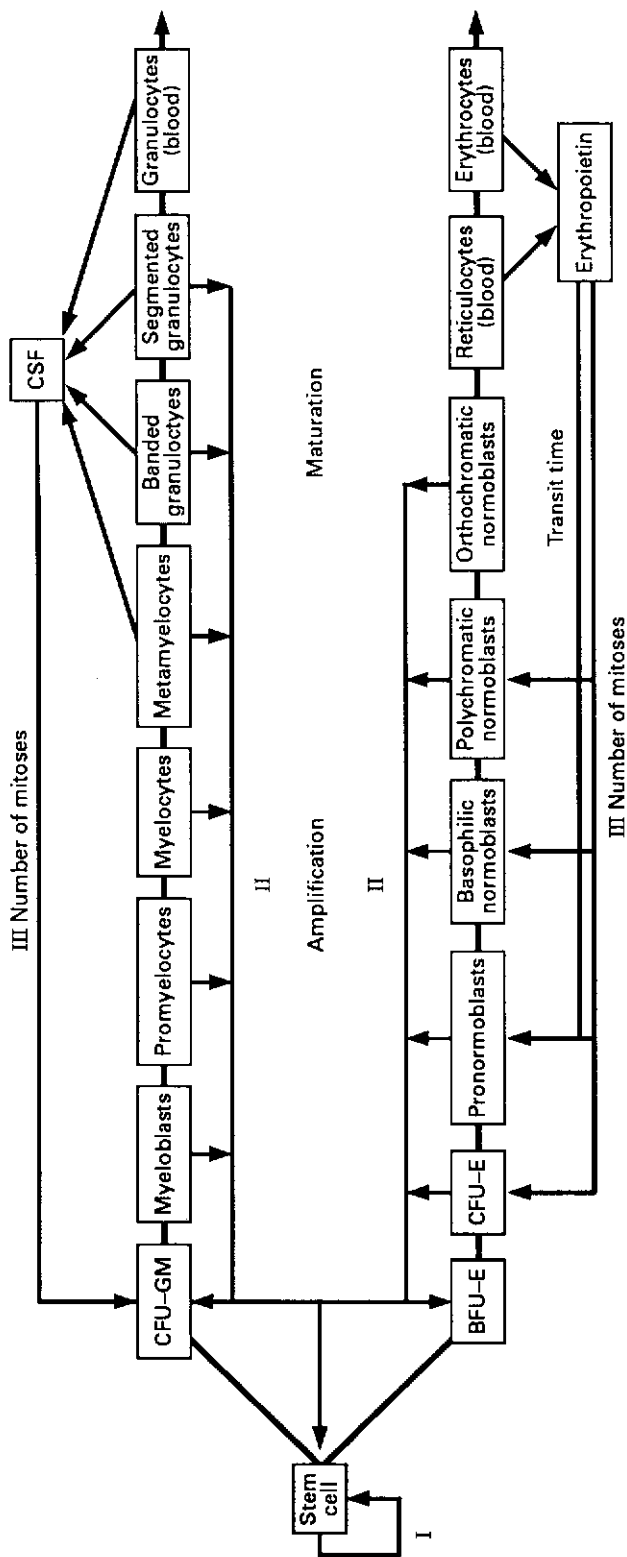 III Number of mitoses
CSF
CFU–GM
Myeloblasts
Promyelocytes
Myelocytes
Metamyelocytes
Banded
granuloctyes
Segmented
granulocytes
Granulocytes
(blood)
II
Amplification
Maturation
II
Stem
cell
I
BFU–E
CFU–E
Pronormoblasts
Basophilic
normoblasts
Polychromatic
normoblasts
Orthochromatic
normoblasts
Reticulocytes
(blood)
Erythrocytes
(blood)
Transit time
Erythropoietin
III Number of mitoses